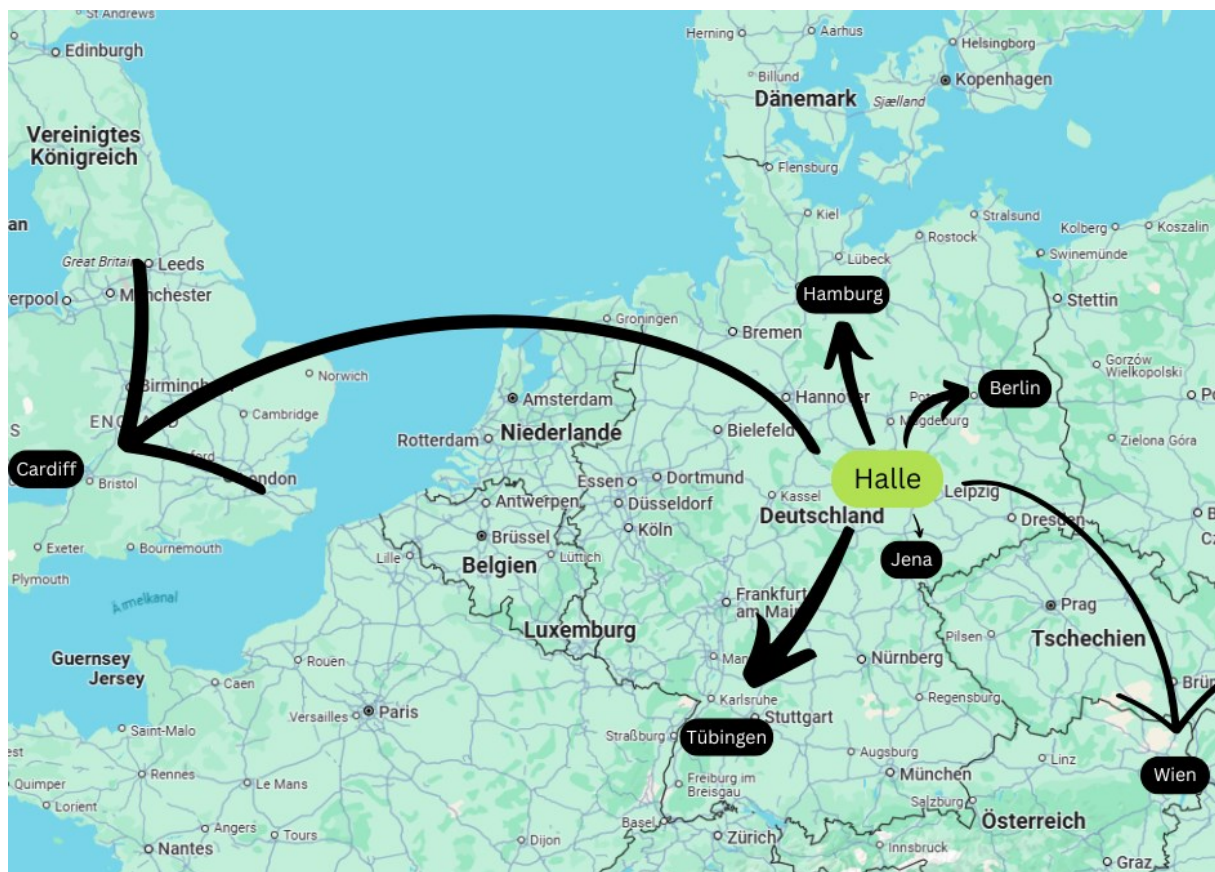 St Andrews
Edinburgh
Herning
Aarhus
Helsingborg
Billund
Kopenhagen
Dänemark
Sjælland
Vereinigtes
Königreich
Flensburg
Kiel
Stralsund
Kolberg
Koszalin
Rostock
Lübeck
Swinemünde
Great Britain
Leeds
Hamburg
Stettin
Manchester
Groningen
Bremen
Gorzów
Wielkopolski
Norwich
Birmingham
Berlin
Amsterdam
Hannover
Cambridge
Magdeburg
Rotterdam
Niederlande
Bielefeld
Zielona Góra
Cardiff
Bristol
London
Essen
Dortmund
Halle
Leipzig
Kassel
Antwerpen
Düsseldorf
Deutschland
Dresden
Köln
Brüssel
Exeter
Bournemouth
Lille
Lüttich
Belgien
Jena
Plymouth
Ärmelkanal
Frankfurt
am Main
Prag
Luxemburg
Pilsen
Tschechien
Guernsey
Jersey
Rouen
Nürnberg
Caen
Karlsruhe
Regensburg
Versailles
Paris
Stuttgart
Saint-Malo
Straßburg
Tübingen
Augsburg
Linz
Rennes
Le Mans
Freiburg im
Breisgau
München
Wien
Quimper
Lorient
Salzburg
Österreich
Angers
Tours
Basel
Dijon
Zürich
Innsbruck
Nantes
Graz